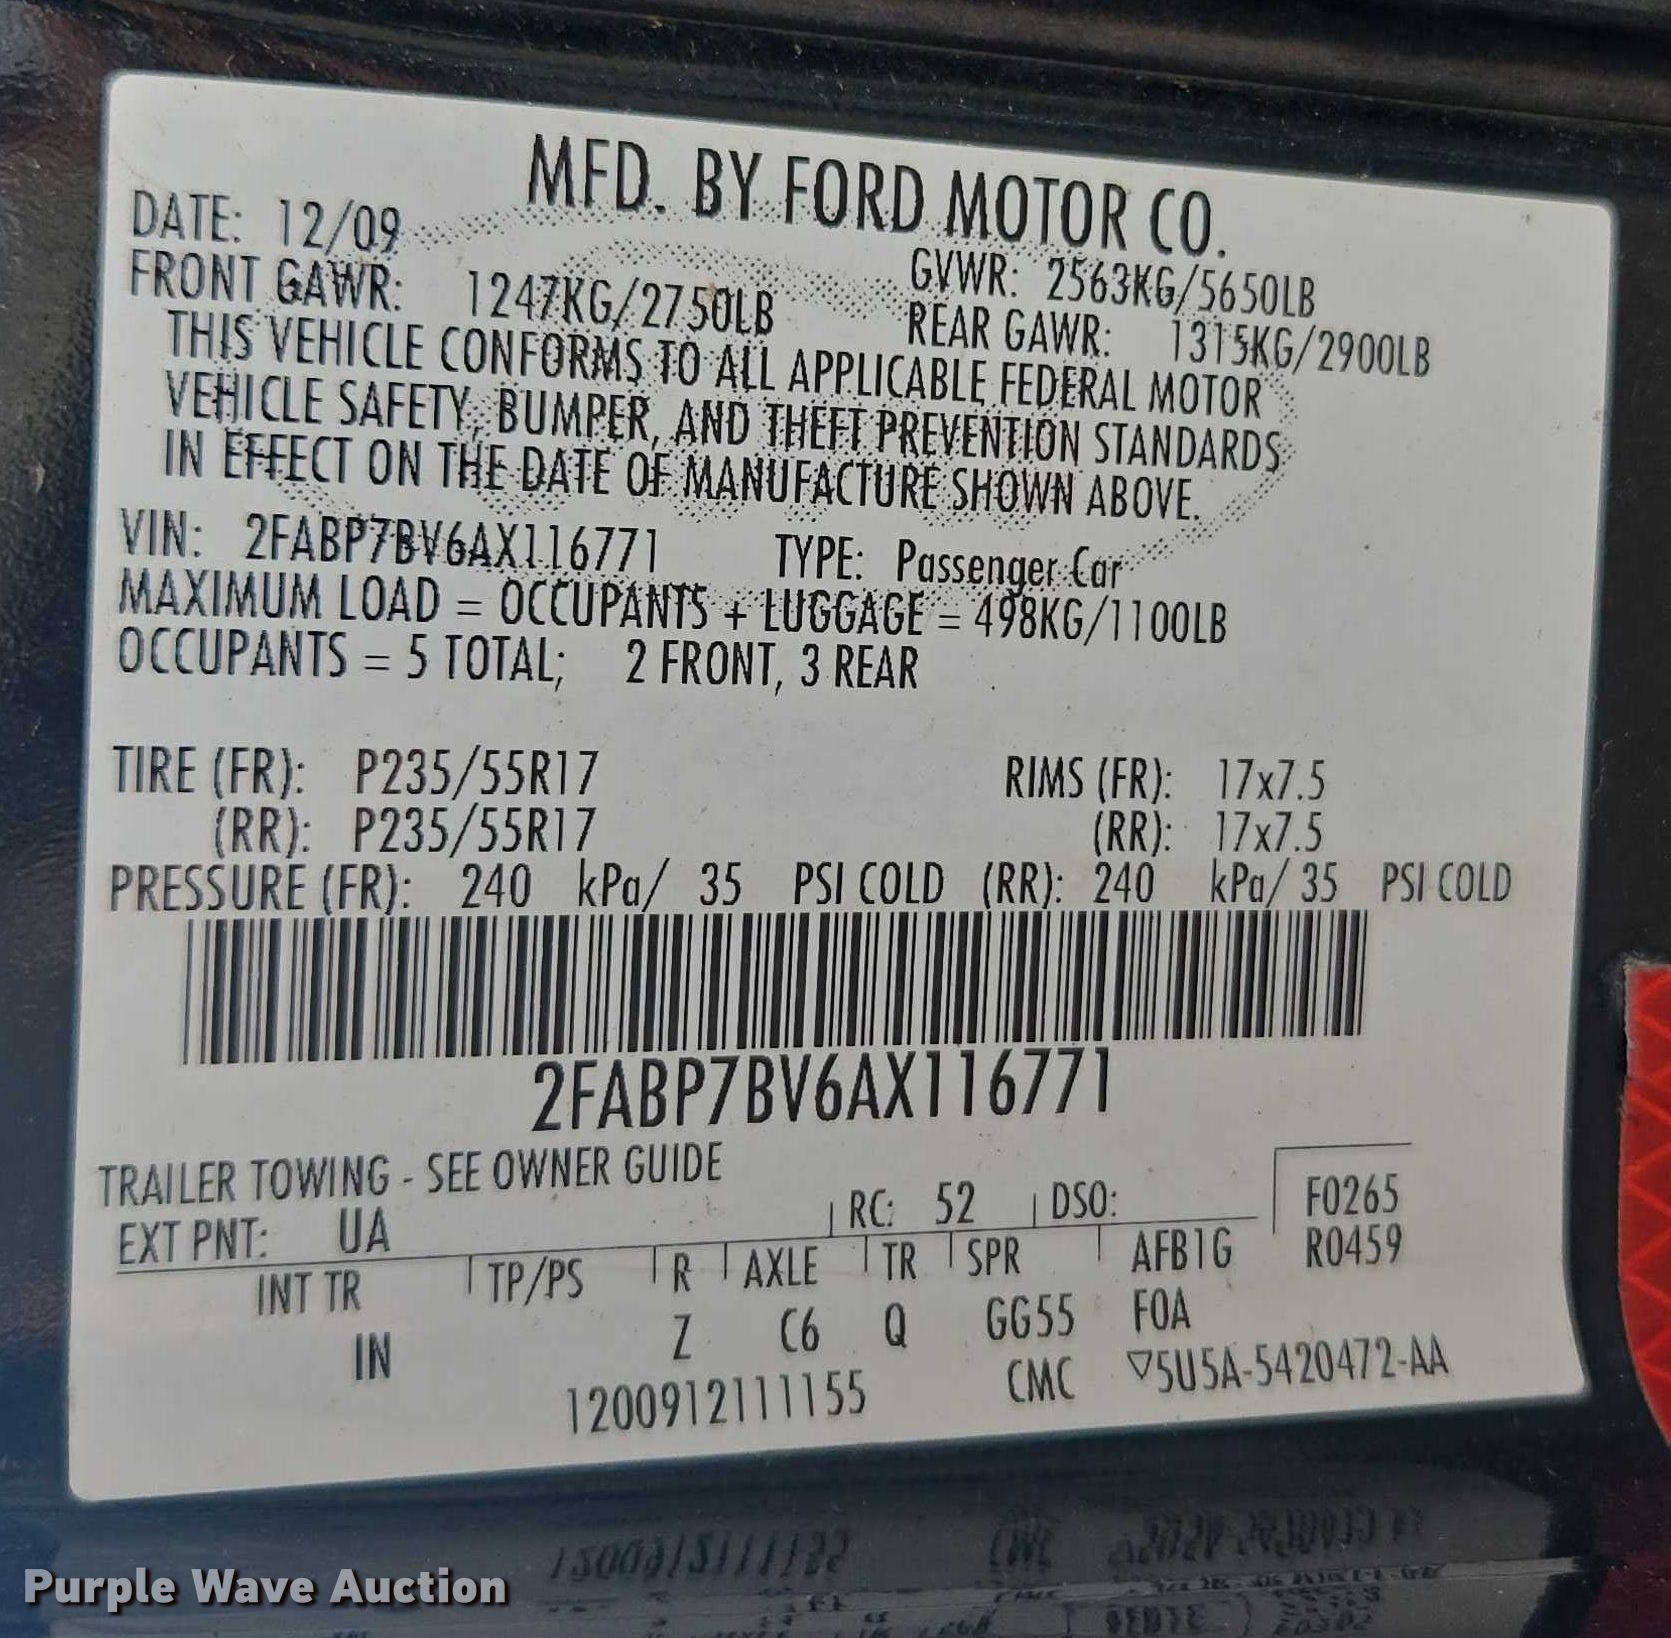 MFD. BY FORD MOTOR CO.
DATE: 12/09
GVWR: 2563KG/5650LB
FRONT GAWR: 1247KG/2750LB
REAR GAWR: 1315KG/2900LB
THIS VEHICLE CONFORMS TO ALL APPLICABLE FEDERAL MOTOR
VEHICLE SAFETY, BUMPER, AND THEFT PREVENTION STANDARDS
IN EFFECT ON THE DATE OF MANUFACTURE SHOWN ABOVE.
VIN: 2FABP7BV6AX116771 TYPE: Passenger Car
MAXIMUM LOAD = OCCUPANTS + LUGGAGE = 498KG/1100LB
OCCUPANTS = 5 TOTAL; 2 FRONT, 3 REAR
TIRE (FR): P235/55R17 RIMS (FR): 17x7.5
(RR): P235/55R17 (RR): 17x7.5
PRESSURE (FR): 240 kPa/ 35 PSI COLD (RR): 240 kPa/ 35 PSI COLD
2FABP7BV6AX116771
TRAILER TOWING - SEE OWNER GUIDE
EXT PNT: UA RC: 52 DSO: F0265
INT TR TP/PS R AXLE TR SPR AFB1G R0459
IN Z C6 Q GG55 FOA
1200912111155 CMC ▽5U5A-5420472-AA
Purple Wave Auction